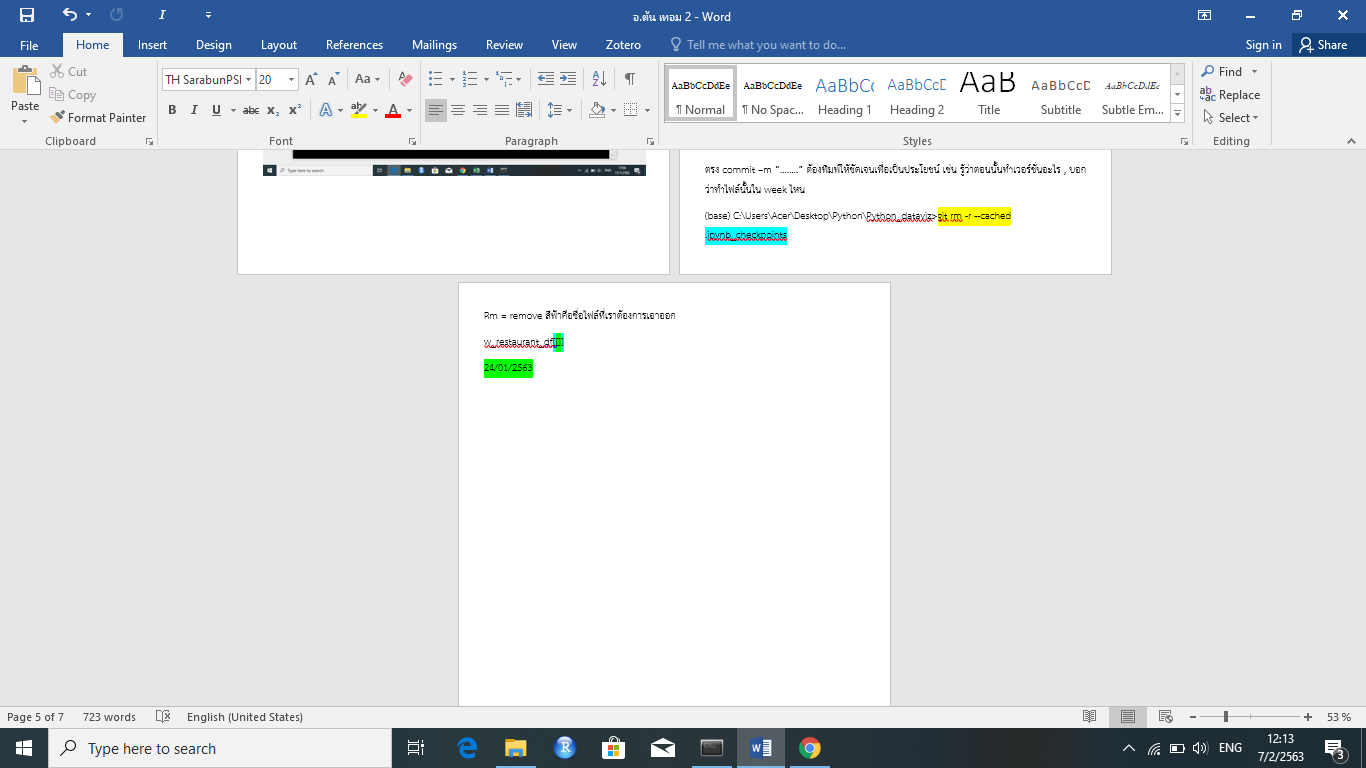 อ.ต้น เทอม 2 - Word
File Home Insert Design Layout References Mailings Review View Zotero Tell me what you want to do... Sign in Share
Paste
Cut
Copy
Format Painter
Clipboard
TH SarabunPSI 20
Font
Paragraph
AaBbCcDdEe AaBbCcDdEe AaBbCc AaBbCcD AaB AaBbCcD AaBbCcDdEe
¶ Normal ¶ No Spac... Heading 1 Heading 2 Title Subtitle Subtle Em...
Styles
Find
Replace
Select
Editing
Type here to search
ตรง commit –m “........” ต้องพิมพ์ให้ชัดเจนเพื่อเป็นประโยชน์ เช่น รู้ว่าตอนนั้นทำเวอร์ชั่นอะไร , บอก
ว่าทำไฟล์นั้นใน week ไหน
(base) C:\Users\Acer\Desktop\Python\Python_dataviz>git rm -r --cached
.ipynb_checkpoints
Rm = remove สีฟ้าคือชื่อไฟล์ที่เราต้องการเอาออก
w_restaurant_df[[]]
24/01/2563
Page 5 of 7 723 words English (United States) 53 %
Type here to search
ENG
12:13
7/2/2563
3